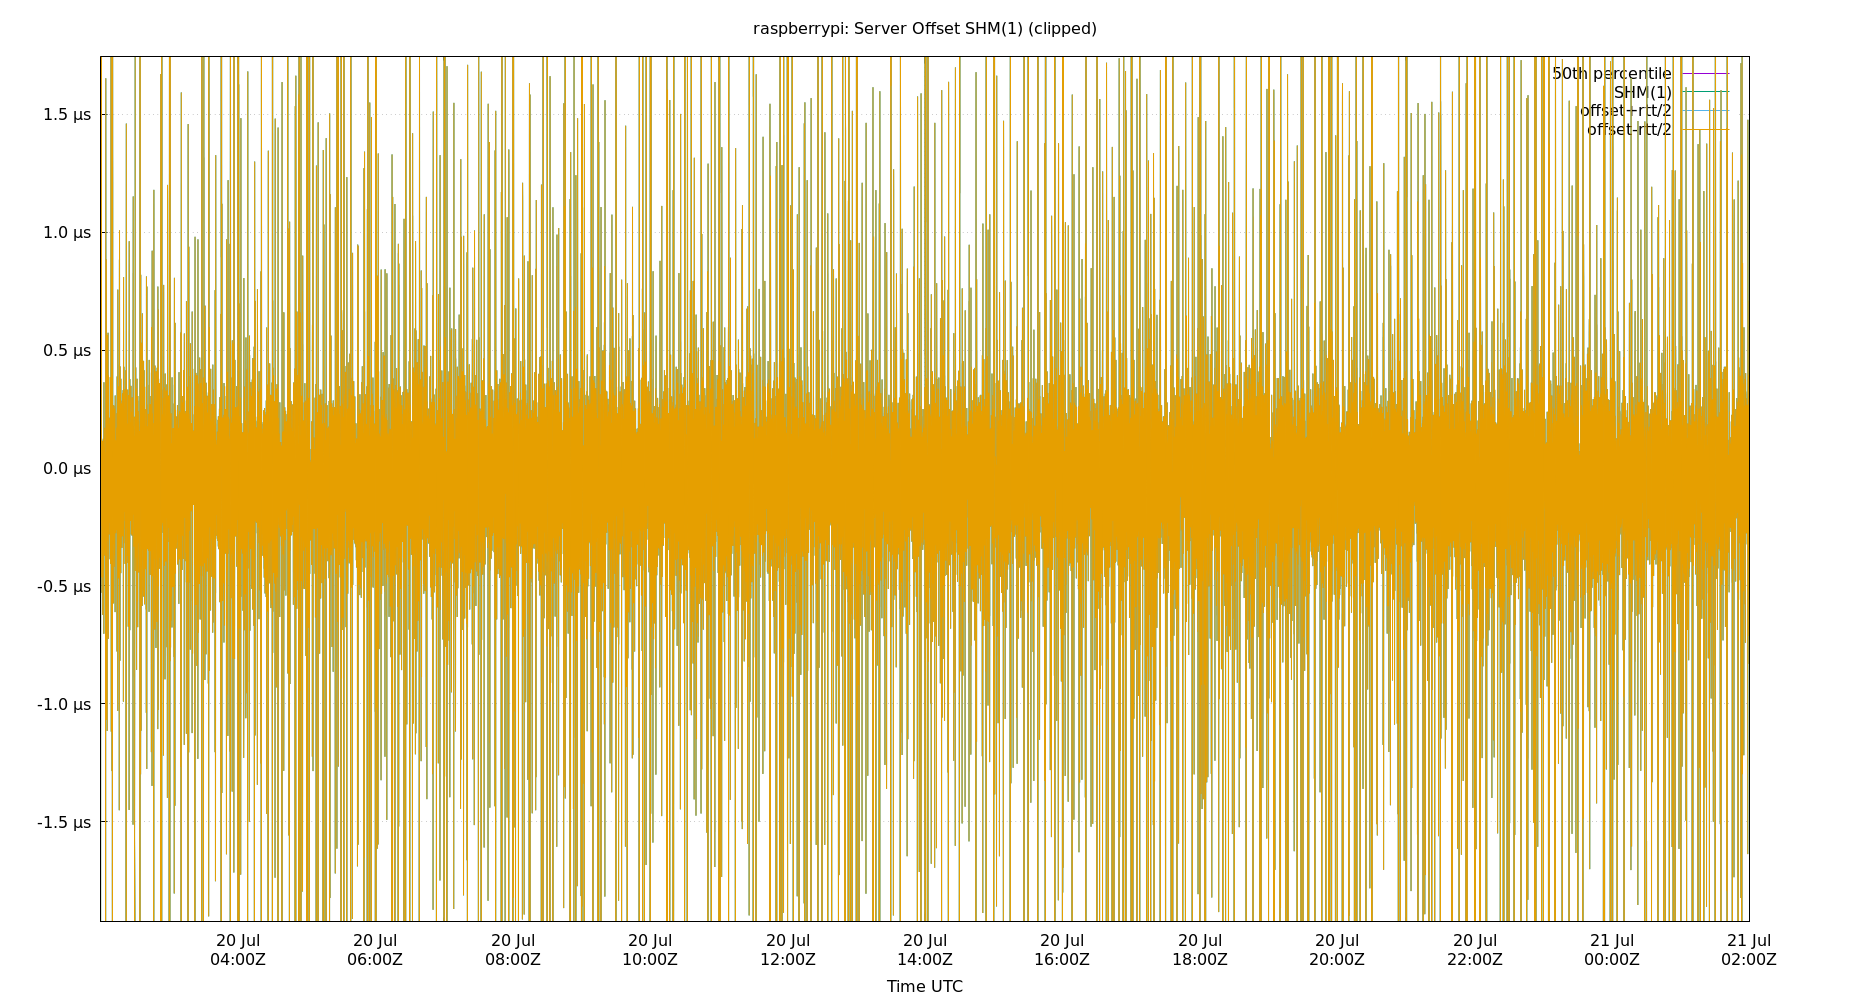 raspberrypi: Server Offset SHM(1) (clipped)
50th percentile
SHM(1)
offset+rtt/2
offset-rtt/2
1.5 µs
1.0 µs
0.5 µs
0.0 µs
-0.5 µs
-1.0 µs
-1.5 µs
20 Jul 20 Jul 20 Jul 20 Jul 20 Jul 20 Jul 20 Jul 20 Jul 20 Jul 20 Jul 21 Jul 21 Jul
04:00Z 06:00Z 08:00Z 10:00Z 12:00Z 14:00Z 16:00Z 18:00Z 20:00Z 22:00Z 00:00Z 02:00Z
Time UTC